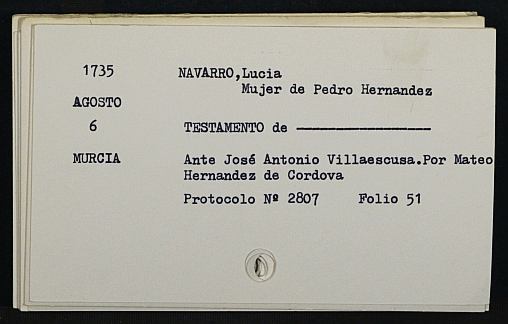 1735 NAVARRO,Lucia
Mujer de Pedro Hernandez
AGOSTO
6 TESTAMENTO de ------------------
MURCIA Ante José Antonio Villaescusa.Por Mateo
Hernandez de Cordova
Protocolo Nº 2807 Folio 51